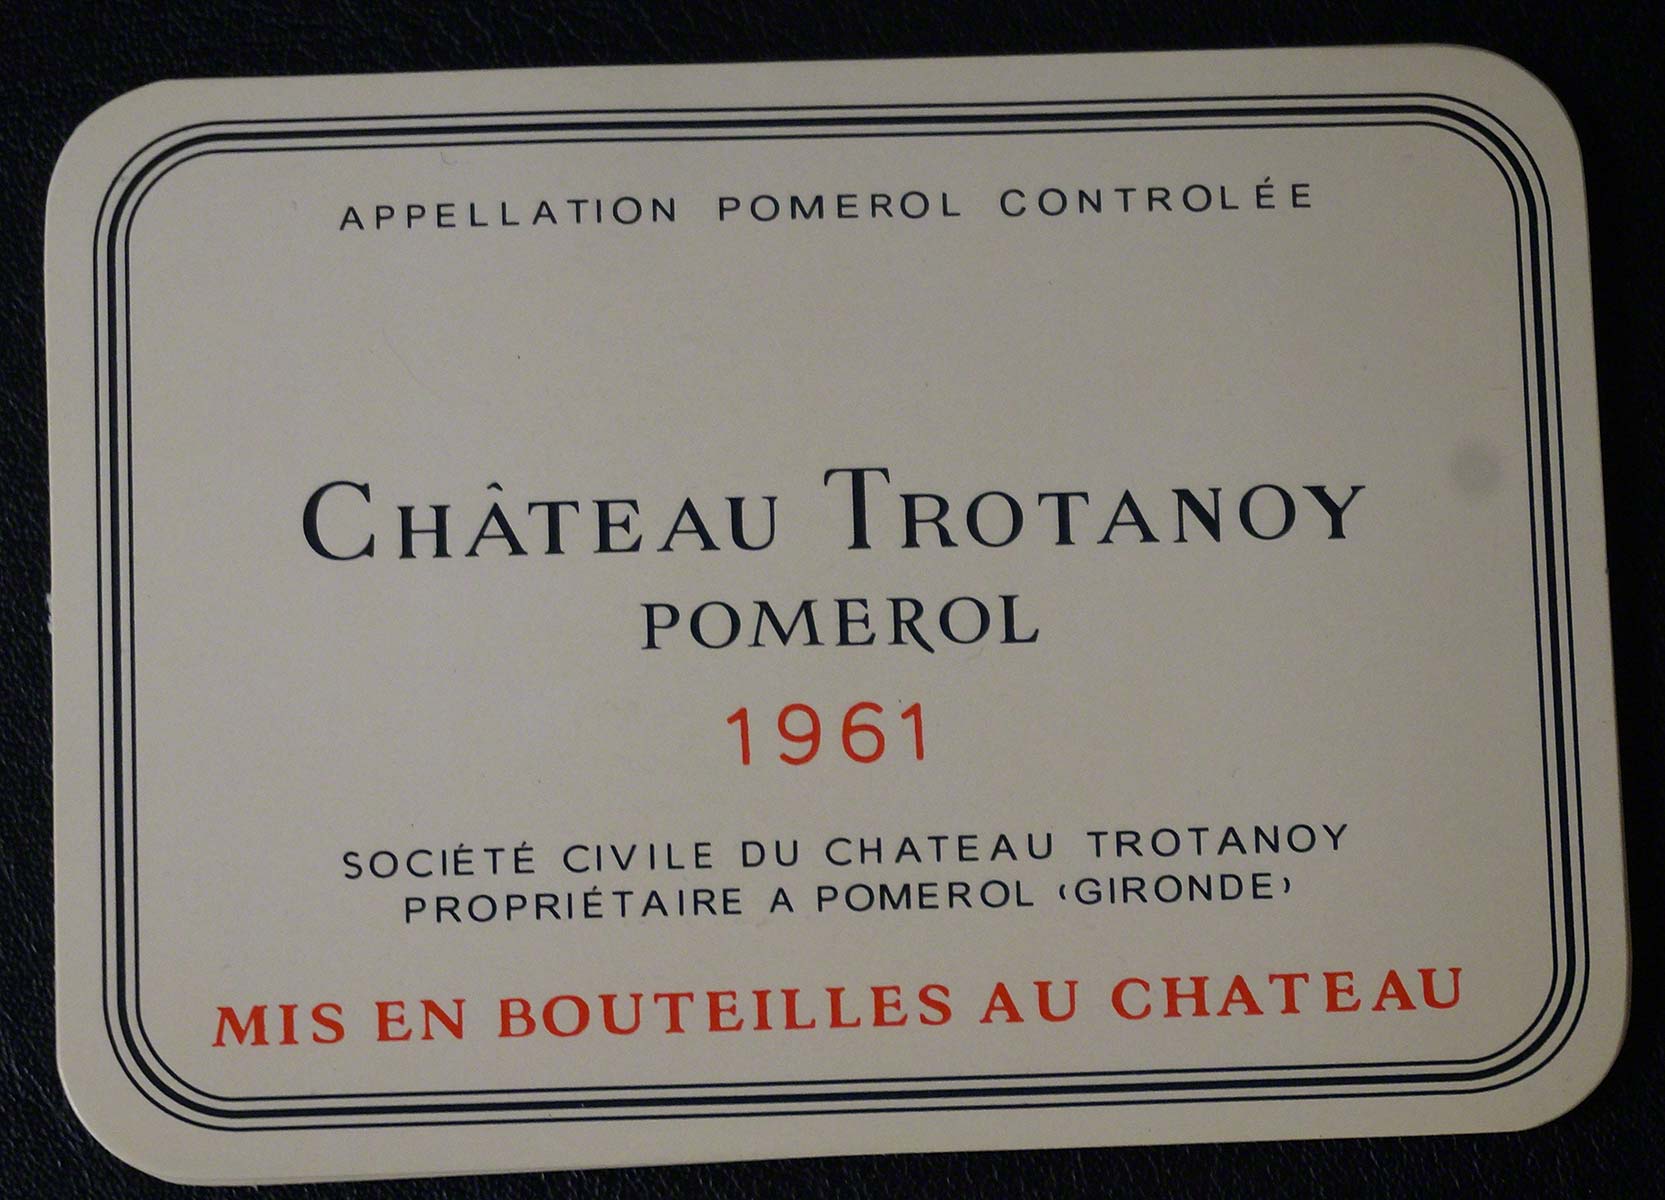 APPELLATION POMEROL CONTROLÉE
CHÂTEAU TROTANOY
POMEROL
1961
SOCIÉTÉ CIVILE DU CHATEAU TROTANOY
PROPRIÉTAIRE A POMEROL (GIRONDE)
MIS EN BOUTEILLES AU CHATEAU